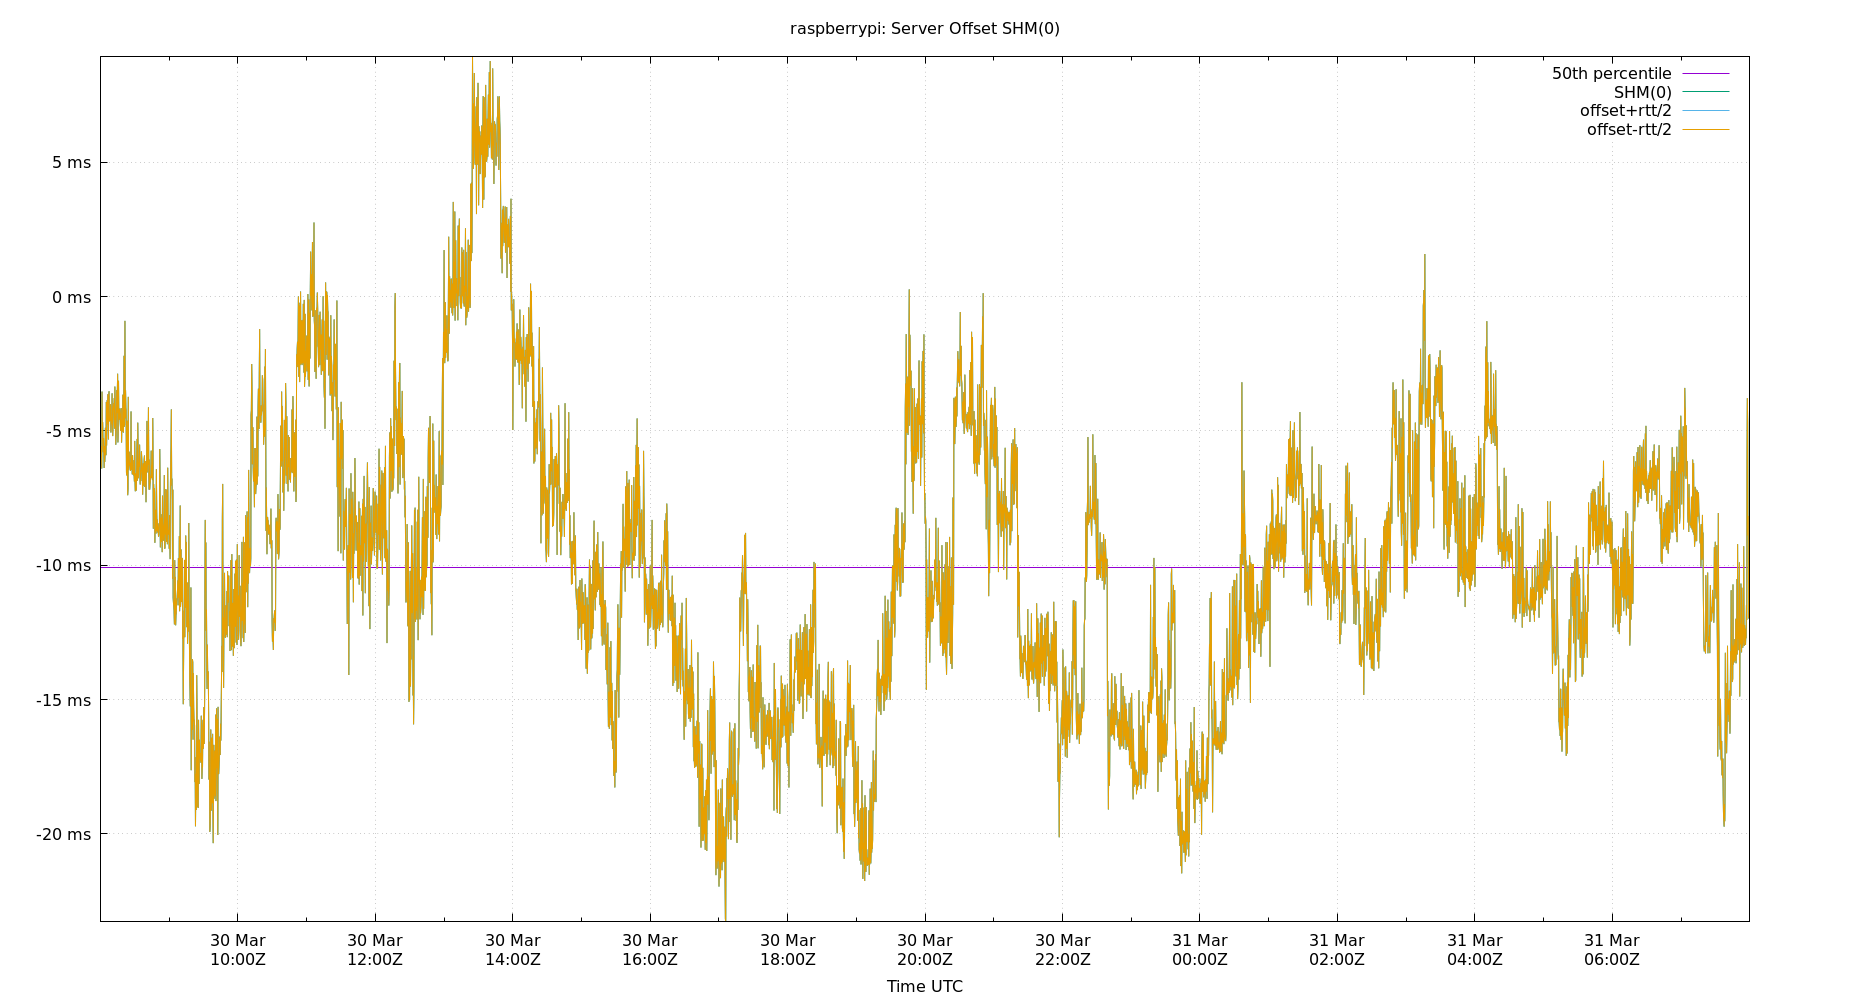 raspberrypi: Server Offset SHM(0)
50th percentile
SHM(0)
offset+rtt/2
offset-rtt/2
5 ms
0 ms
-5 ms
-10 ms
-15 ms
-20 ms
30 Mar 30 Mar 30 Mar 30 Mar 30 Mar 30 Mar 30 Mar 31 Mar 31 Mar 31 Mar 31 Mar
10:00Z 12:00Z 14:00Z 16:00Z 18:00Z 20:00Z 22:00Z 00:00Z 02:00Z 04:00Z 06:00Z
Time UTC